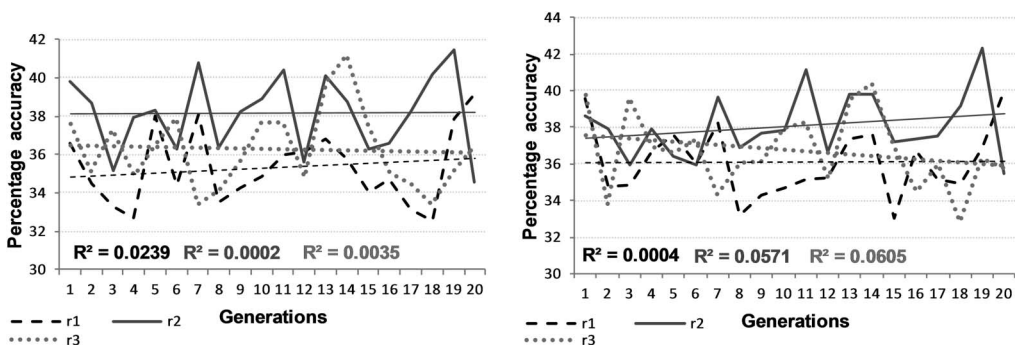 Percentage accuracy
42
40
38
36
34
32
30
R² = 0.0239 R² = 0.0002 R² = 0.0035
1 2 3 4 5 6 7 8 9 10 11 12 13 14 15 16 17 18 19 20
Generations
r1 r2
r3
Percentage accuracy
44
42
40
38
36
34
32
30
R² = 0.0004 R² = 0.0571 R² = 0.0605
1 2 3 4 5 6 7 8 9 10 11 12 13 14 15 16 17 18 19 20
Generations
r1 r2
r3